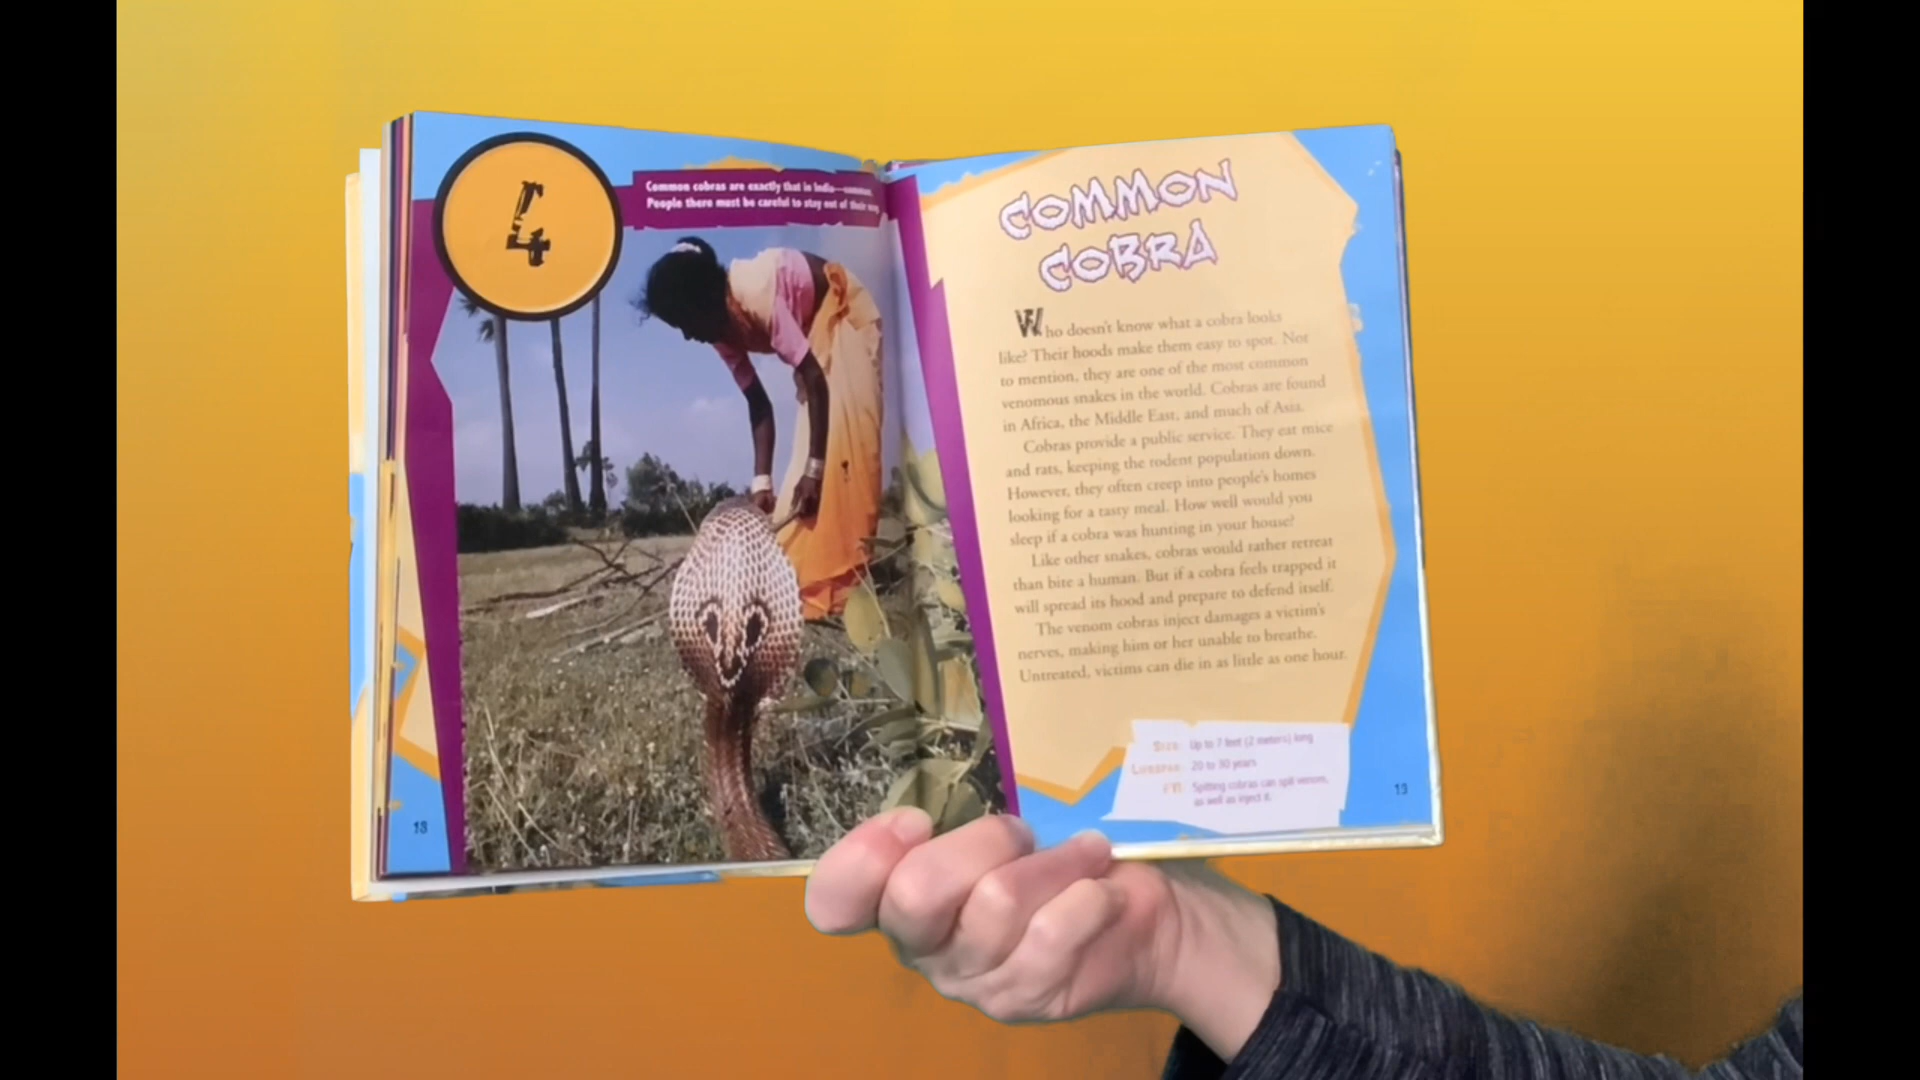 4
Common cobras are exactly that in India—common.
People there must be careful to stay out of their way.
18
COMMON
COBRA
Who doesn't know what a cobra looks
like? Their hoods make them easy to spot. Not
to mention, they are one of the most common
venomous snakes in the world. Cobras are found
in Africa, the Middle East, and much of Asia.
Cobras provide a public service. They eat mice
and rats, keeping the rodent population down.
However, they often creep into people's homes
looking for a tasty meal. How well would you
sleep if a cobra was hunting in your house?
Like other snakes, cobras would rather retreat
than bite a human. But if a cobra feels trapped it
will spread its hood and prepare to defend itself.
The venom cobras inject damages a victim's
nerves, making him or her unable to breathe.
Untreated, victims can die in as little as one hour.
Size: Up to 7 feet (2 meters) long
Lifespan: 20 to 30 years
FYI: Spitting cobras can spit venom,
as well as inject it.
19